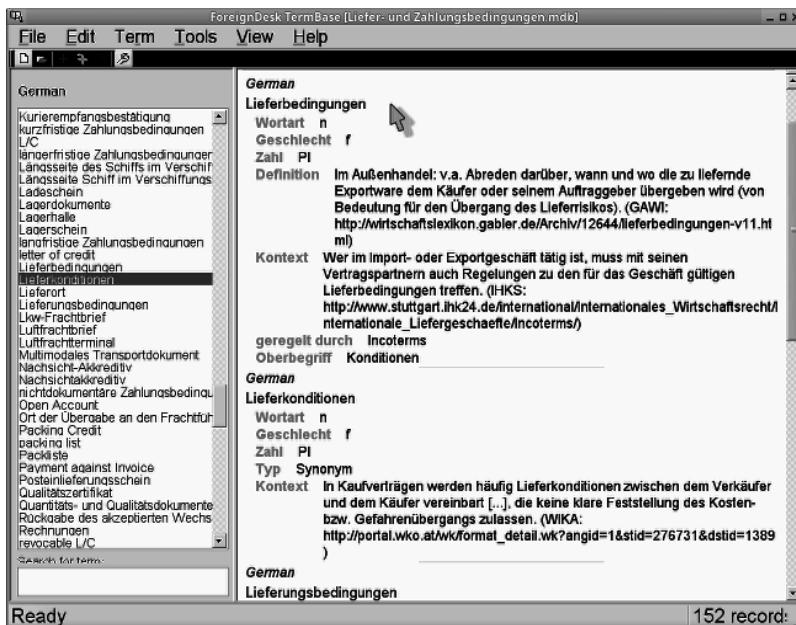 ForeignDesk TermBase [Liefer- und Zahlungsbedingungen.mdb]
File Edit Term Tools View Help
German
Kurierempfangsbestätigung
kurzfristige Zahlungsbedingungen
L/C
längerfristige Zahlungsbedingungen
Längsseite des Schiffs im Verschif
Längsseite Schiff im Verschiffungs
Ladeschein
Lagerdokumente
Lagerhalle
Lagerschein
langfristige Zahlungsbedingungen
letter of credit
Lieferbedingungen
Lieferkonditionen
Lieferort
Lieferungsbedingungen
Lkw-Frachtbrief
Luftfrachtbrief
Luftfrachtterminal
Multimodales Transportdokument
Nachsicht-Akkreditiv
Nachsichtakkreditiv
nichtdokumentäre Zahlungsbedingu
Open Account
Ort der Übergabe an den Frachtfüh
Packing Credit
packing list
Packliste
Payment against Invoice
Posteinlieferungsschein
Qualitätszertifikat
Quantitäts- und Qualitätsdokumente
Rückgabe des akzeptierten Wechs
Rechnungen
revocable L/C
Search for term:
German
Lieferbedingungen
Wortart n
Geschlecht f
Zahl Pl
Definition Im Außenhandel: v.a. Abreden darüber, wann und wo die zu liefernde
Exportware dem Käufer oder seinem Auftraggeber übergeben wird (von
Bedeutung für den Übergang des Lieferrisikos). (GAWI:
http://wirtschaftslexikon.gabler.de/Archiv/12644/lieferbedingungen-v11.ht
ml)
Kontext Wer im Import- oder Exportgeschäft tätig ist, muss mit seinen
Vertragspartnern auch Regelungen zu den für das Geschäft gültigen
Lieferbedingungen treffen. (IHKS:
http://www.stuttgart.ihk24.de/international/Internationales_Wirtschaftsrecht/I
nternationale_Liefergeschaefte/Incoterms/)
geregelt durch Incoterms
Oberbegriff Konditionen
German
Lieferkonditionen
Wortart n
Geschlecht f
Zahl Pl
Typ Synonym
Kontext In Kaufverträgen werden häufig Lieferkonditionen zwischen dem Verkäufer
und dem Käufer vereinbart [...], die keine klare Feststellung des Kosten-
bzw. Gefahrenübergangs zulassen. (WIKA:
http://portal.wko.at/wk/format_detail.wk?angid=1&stid=276731&dstid=1389
)
German
Lieferungsbedingungen
Ready
152 records